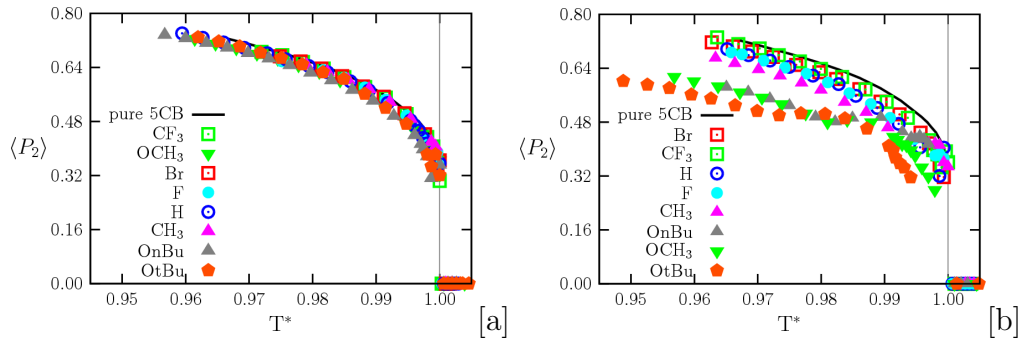 0.80
0.64
0.48
0.32
0.16
0.00
⟨P₂⟩
pure 5CB
CF₃
OCH₃
Br
F
H
CH₃
OnBu
OtBu
0.95 0.96 0.97 0.98 0.99 1.00
T*
[a]
0.80
0.64
0.48
0.32
0.16
0.00
⟨P₂⟩
pure 5CB
Br
CF₃
H
F
CH₃
OnBu
OCH₃
OtBu
0.95 0.96 0.97 0.98 0.99 1.00
T*
[b]